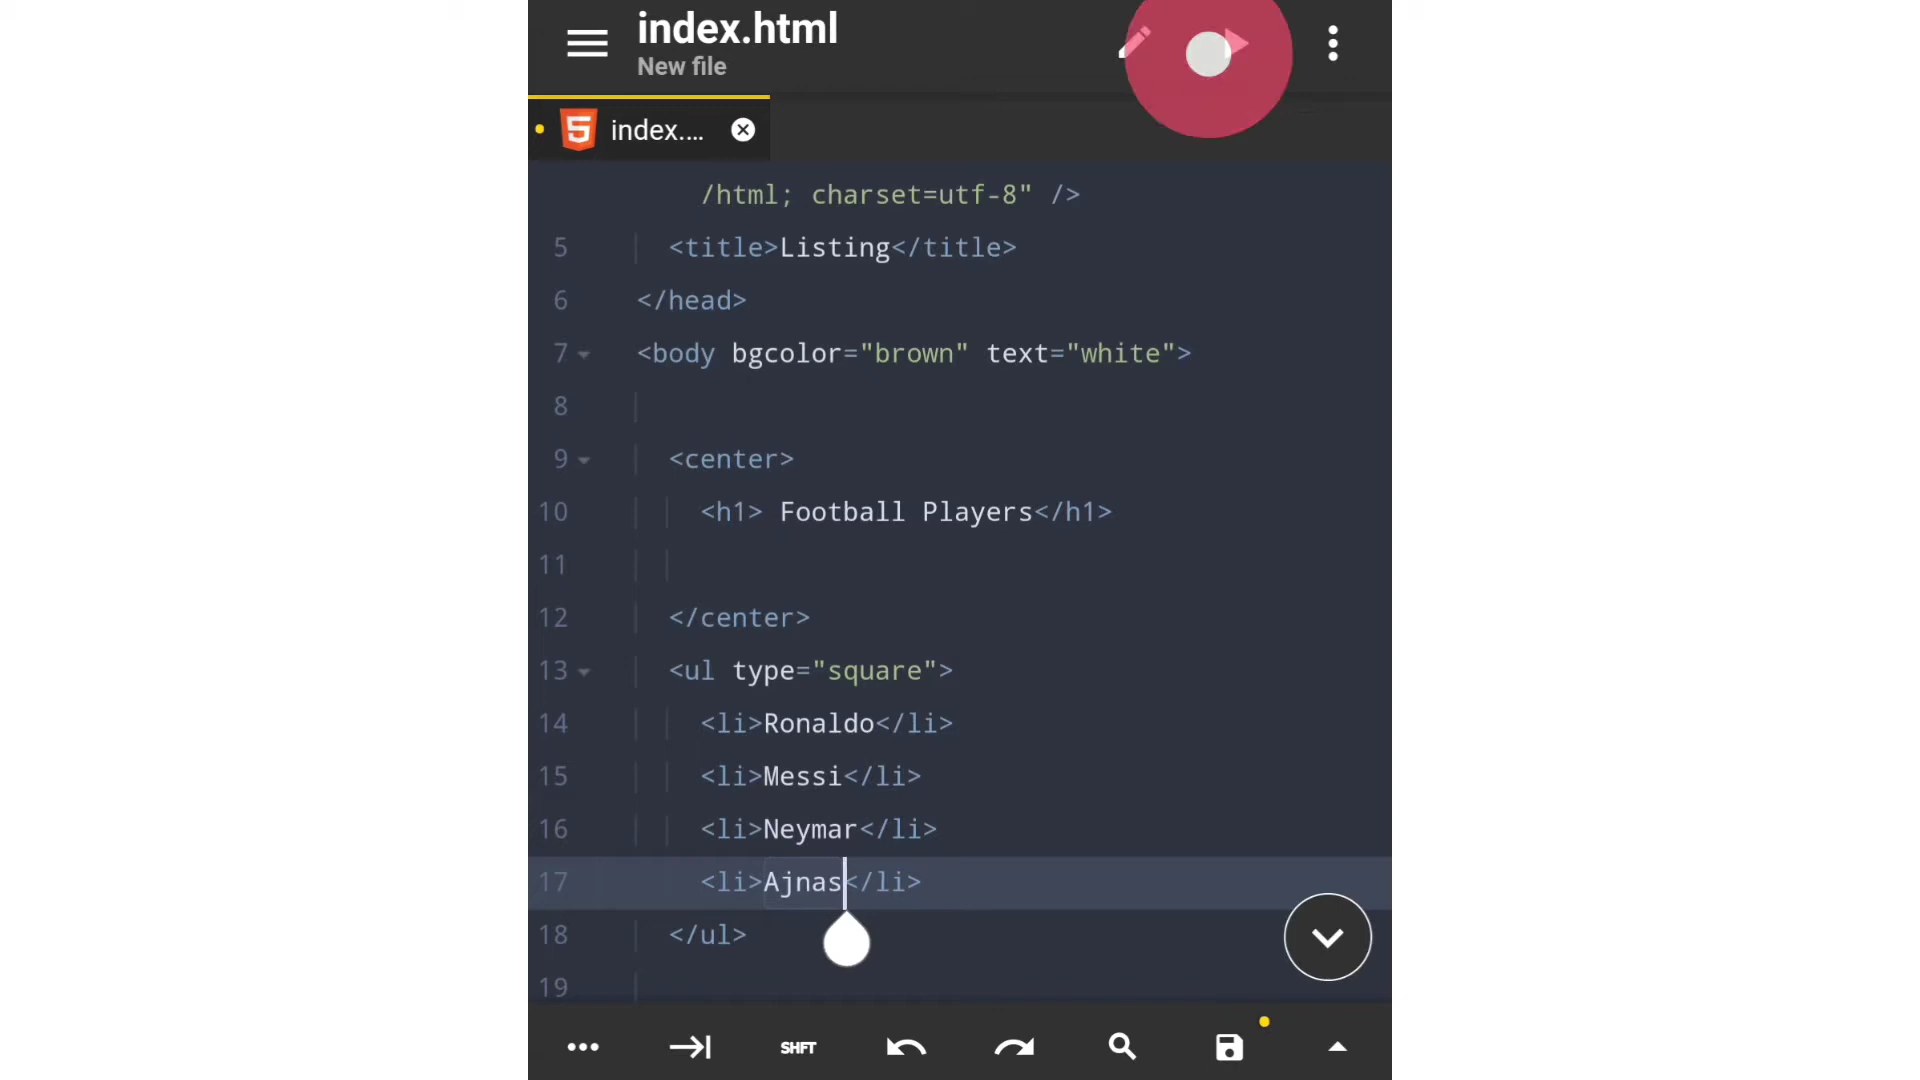 index.html
New file
index.…
/html; charset=utf-8" />
5 <title>Listing</title>
6 </head>
7 <body bgcolor="brown" text="white">
8
9 <center>
10 <h1> Football Players</h1>
11
12 </center>
13 <ul type="square">
14 <li>Ronaldo</li>
15 <li>Messi</li>
16 <li>Neymar</li>
17 <li>Ajnas</li>
18 </ul>
19
SHFT